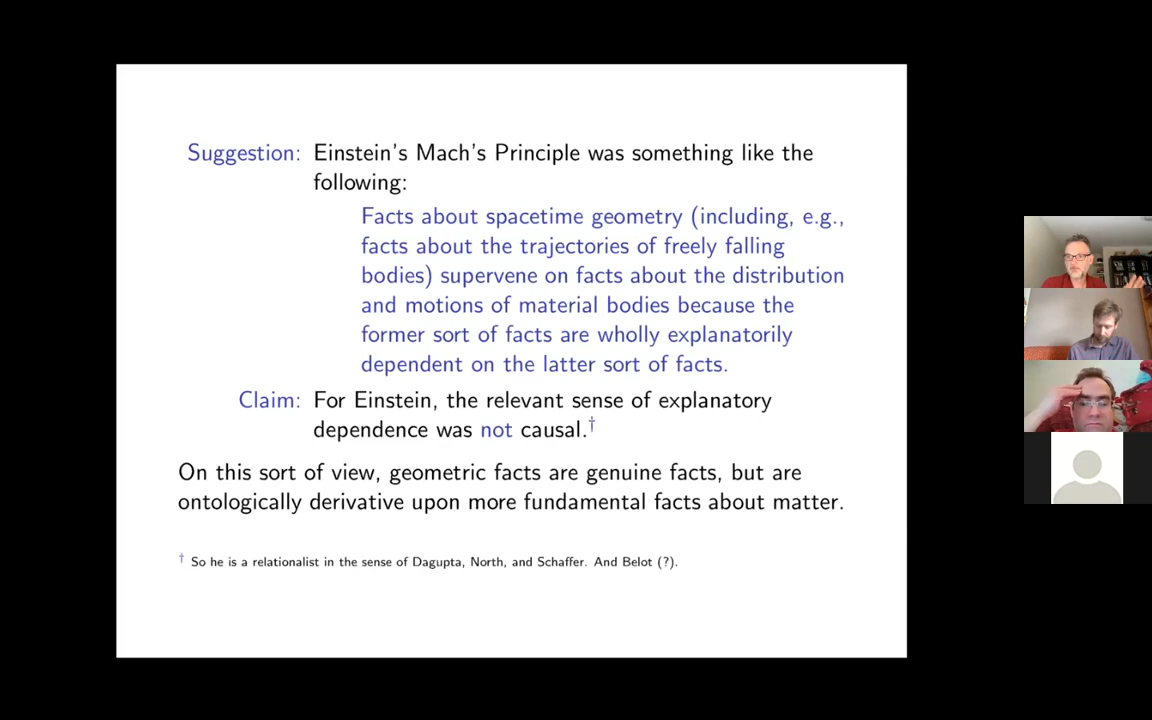 Suggestion: Einstein's Mach's Principle was something like the
following:
Facts about spacetime geometry (including, e.g.,
facts about the trajectories of freely falling
bodies) supervene on facts about the distribution
and motions of material bodies because the
former sort of facts are wholly explanatorily
dependent on the latter sort of facts.
Claim: For Einstein, the relevant sense of explanatory
dependence was not causal.†
On this sort of view, geometric facts are genuine facts, but are
ontologically derivative upon more fundamental facts about matter.
† So he is a relationalist in the sense of Dagupta, North, and Schaffer. And Belot (?).